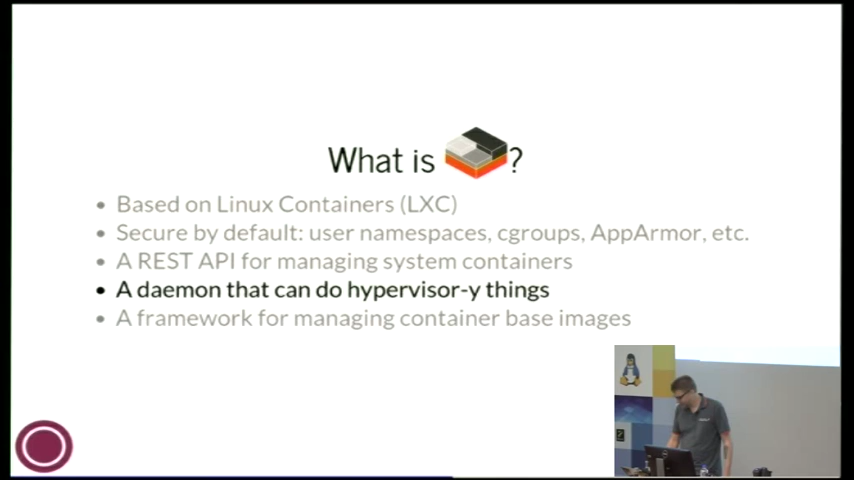 What is ?
• Based on Linux Containers (LXC)
• Secure by default: user namespaces, cgroups, AppArmor, etc.
• A REST API for managing system containers
• A daemon that can do hypervisor-y things
• A framework for managing container base images